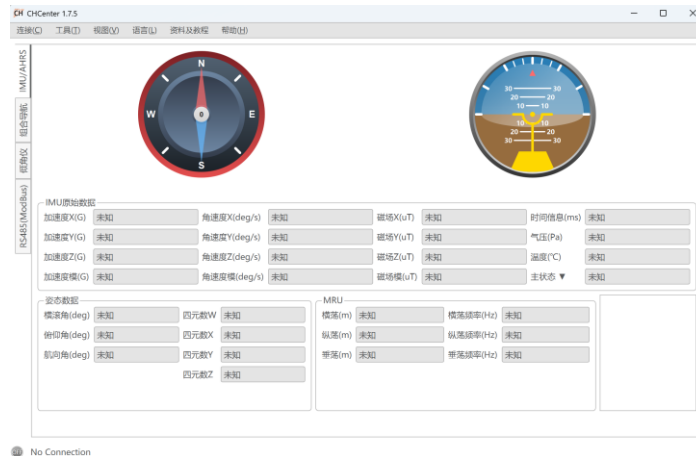 CH CHCenter 1.7.5
连接(C) 工具(T) 视图(V) 语言(L) 资料及教程 帮助(H)
IMU/AHRS
组合导航
倾角仪
RS485(ModBus)
N
W 0 E
S
30 30
20 20
10 10
10 10
20 20
30 30
IMU原始数据
加速度X(G) 未知 角速度X(deg/s) 未知 磁场X(uT) 未知 时间信息(ms) 未知
加速度Y(G) 未知 角速度Y(deg/s) 未知 磁场Y(uT) 未知 气压(Pa) 未知
加速度Z(G) 未知 角速度Z(deg/s) 未知 磁场Z(uT) 未知 温度(°C) 未知
加速度模(G) 未知 角速度模(deg/s) 未知 磁场模(uT) 未知 主状态 ▼ 未知
姿态数据
横滚角(deg) 未知 四元数W 未知
俯仰角(deg) 未知 四元数X 未知
航向角(deg) 未知 四元数Y 未知
四元数Z 未知
MRU
横荡(m) 未知 横荡频率(Hz) 未知
纵荡(m) 未知 纵荡频率(Hz) 未知
垂荡(m) 未知 垂荡频率(Hz) 未知
No Connection